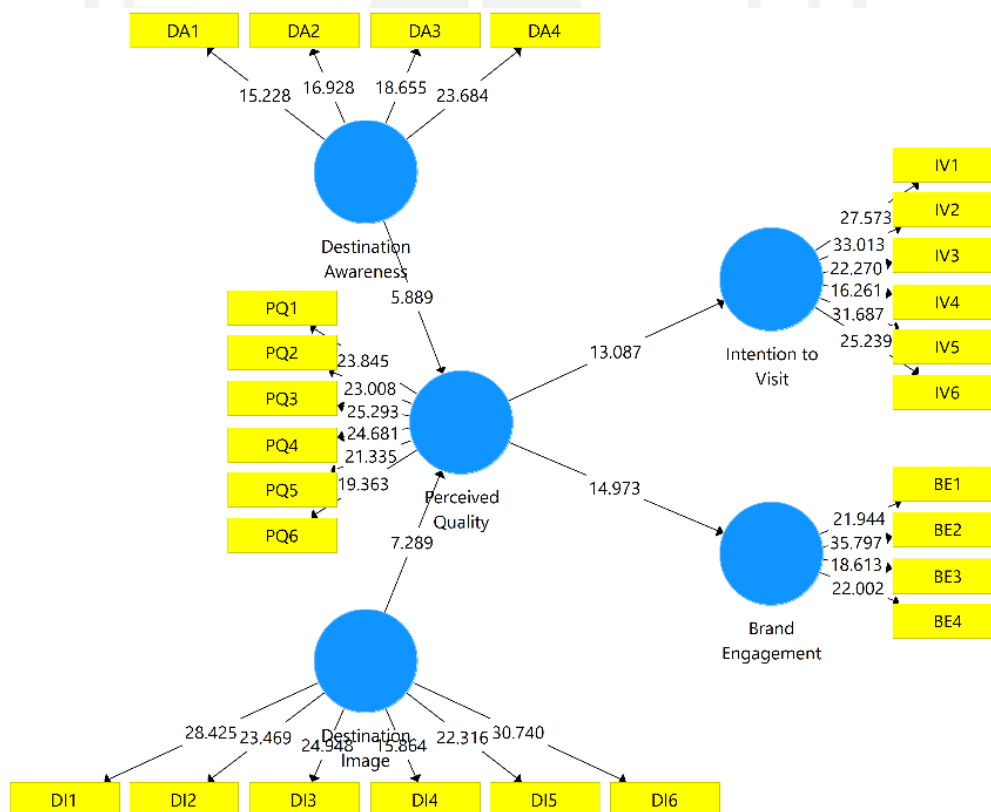 DA1
DA2
DA3
DA4
15.228
16.928
18.655
23.684
Destination
Awareness
5.889
PQ1
PQ2
PQ3
PQ4
PQ5
PQ6
23.845
23.008
25.293
24.681
21.335
19.363
Perceived
Quality
7.289
13.087
14.973
IV1
IV2
IV3
IV4
IV5
IV6
27.573
33.013
22.270
16.261
31.687
25.239
Intention to
Visit
BE1
BE2
BE3
BE4
21.944
35.797
18.613
22.002
Brand
Engagement
Destination
Image
28.425
23.469
24.948
15.864
22.316
30.740
DI1
DI2
DI3
DI4
DI5
DI6